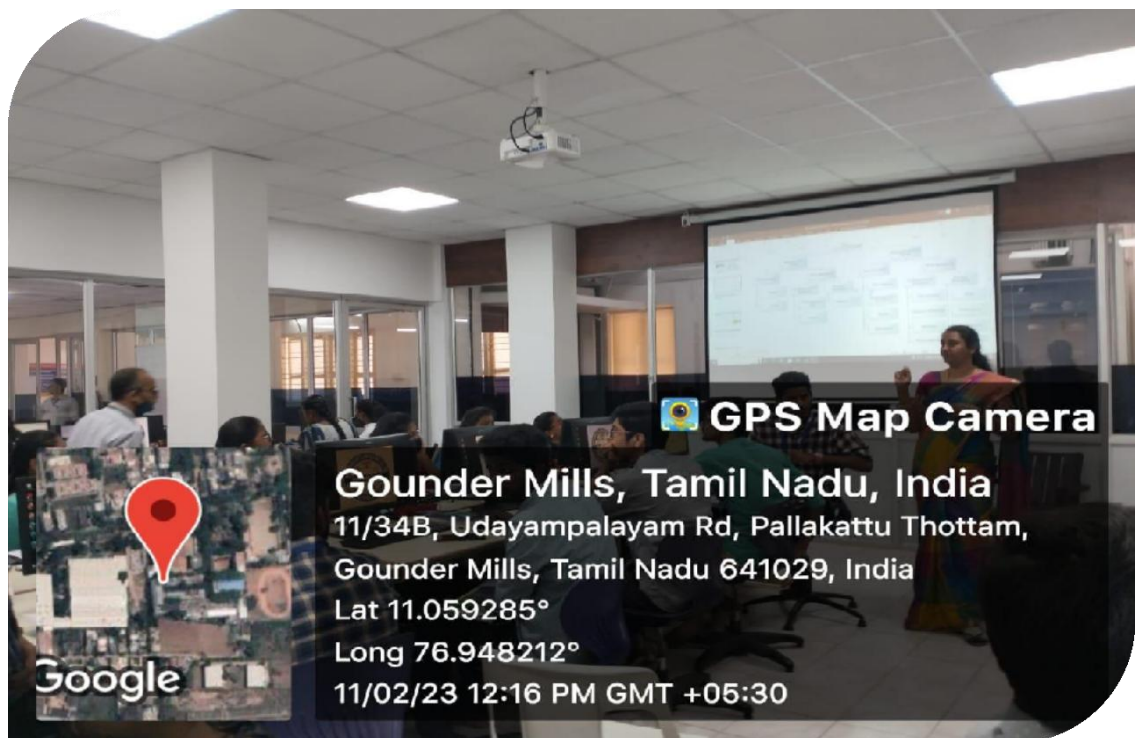 GPS Map Camera
Gounder Mills, Tamil Nadu, India
11/34B, Udayampalayam Rd, Pallakattu Thottam,
Gounder Mills, Tamil Nadu 641029, India
Lat 11.059285°
Long 76.948212°
11/02/23 12:16 PM GMT +05:30
Google